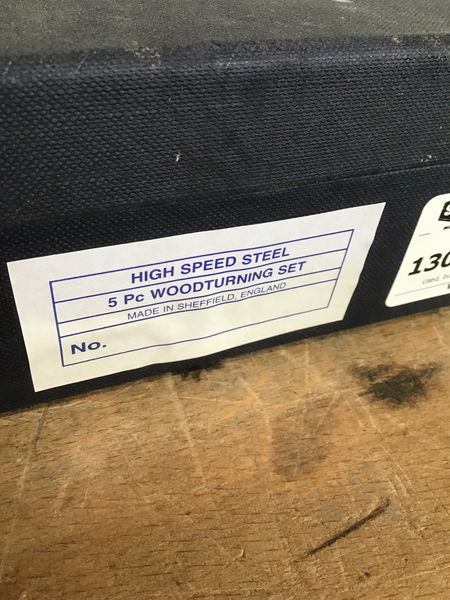 HIGH SPEED STEEL
5 Pc WOODTURNING SET
MADE IN SHEFFIELD, ENGLAND
No.
130